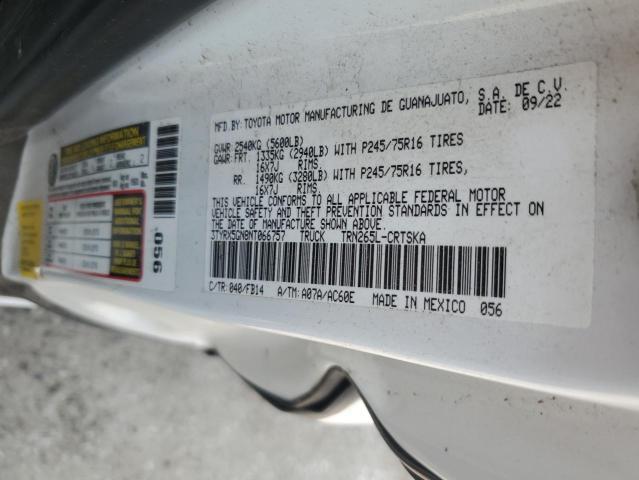 MFD BY: TOYOTA MOTOR MANUFACTURING DE GUANAJUATO, S.A. DE C.V.
DATE: 09/22
GVWR 2540KG (5600LB)
GAWR: FRT. 1335KG (2940LB) WITH P245/75R16 TIRES
16X7J RIMS,
RR. 1490KG (3280LB) WITH P245/75R16 TIRES,
16X7J RIMS
THIS VEHICLE CONFORMS TO ALL APPLICABLE FEDERAL MOTOR
VEHICLE SAFETY AND THEFT PREVENTION STANDARDS IN EFFECT ON
THE DATE OF MANUFACTURE SHOWN ABOVE.
3TYRX5GN8NT066757 TRUCK TRN265L-CRTSKA
C/TR: 040/FB14 A/TM: A07A/AC60E MADE IN MEXICO 056
056